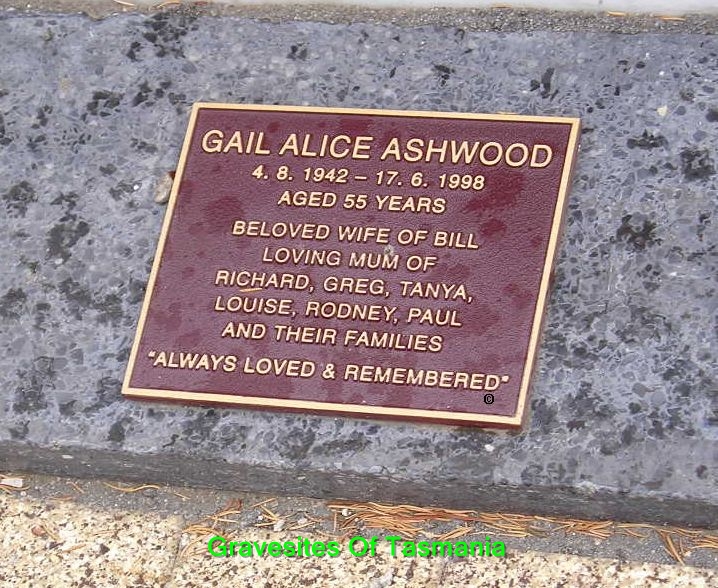 GAIL ALICE ASHWOOD
4. 8. 1942 – 17. 6. 1998
AGED 55 YEARS
BELOVED WIFE OF BILL
LOVING MUM OF
RICHARD, GREG, TANYA,
LOUISE, RODNEY, PAUL
AND THEIR FAMILIES
"ALWAYS LOVED & REMEMBERED"
©
Gravesites Of Tasmania